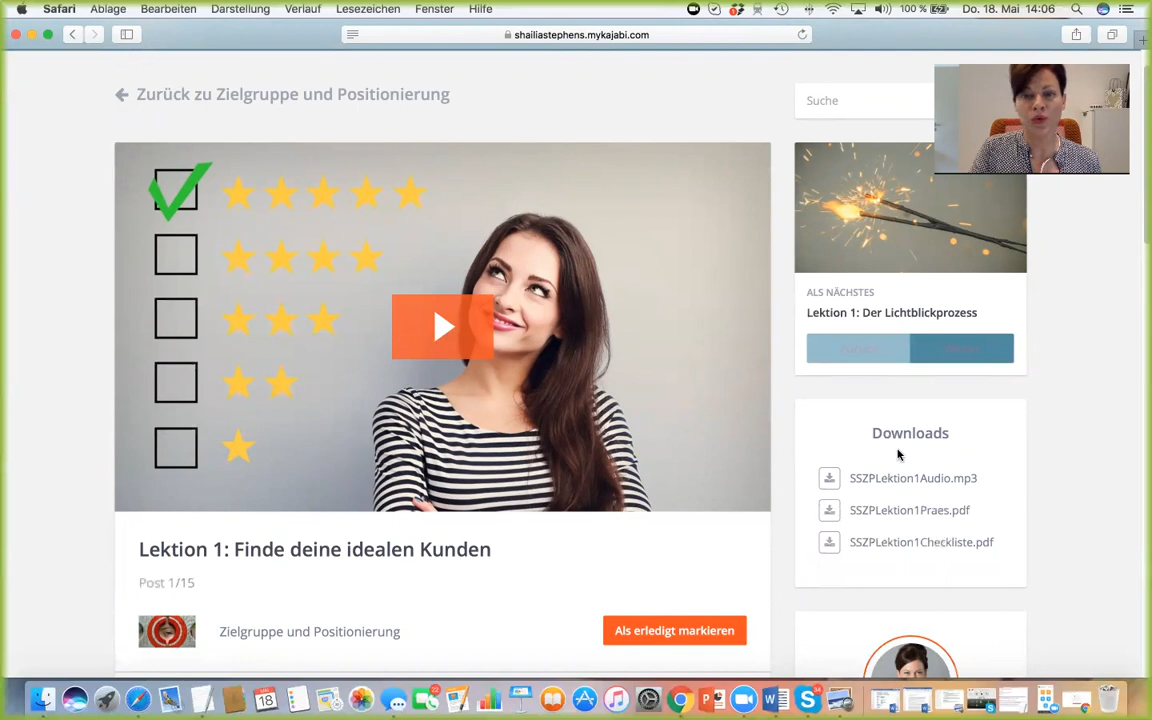 Safari Ablage Bearbeiten Darstellung Verlauf Lesezeichen Fenster Hilfe 100 % Do. 18. Mai 14:06
shailiastephens.mykajabi.com
Zurück zu Zielgruppe und Positionierung
Suche
ALS NÄCHSTES
Lektion 1: Der Lichtblickprozess
Downloads
SSZPLektion1Audio.mp3
SSZPLektion1Praes.pdf
SSZPLektion1Checkliste.pdf
Lektion 1: Finde deine idealen Kunden
Post 1/15
Zielgruppe und Positionierung
Als erledigt markieren